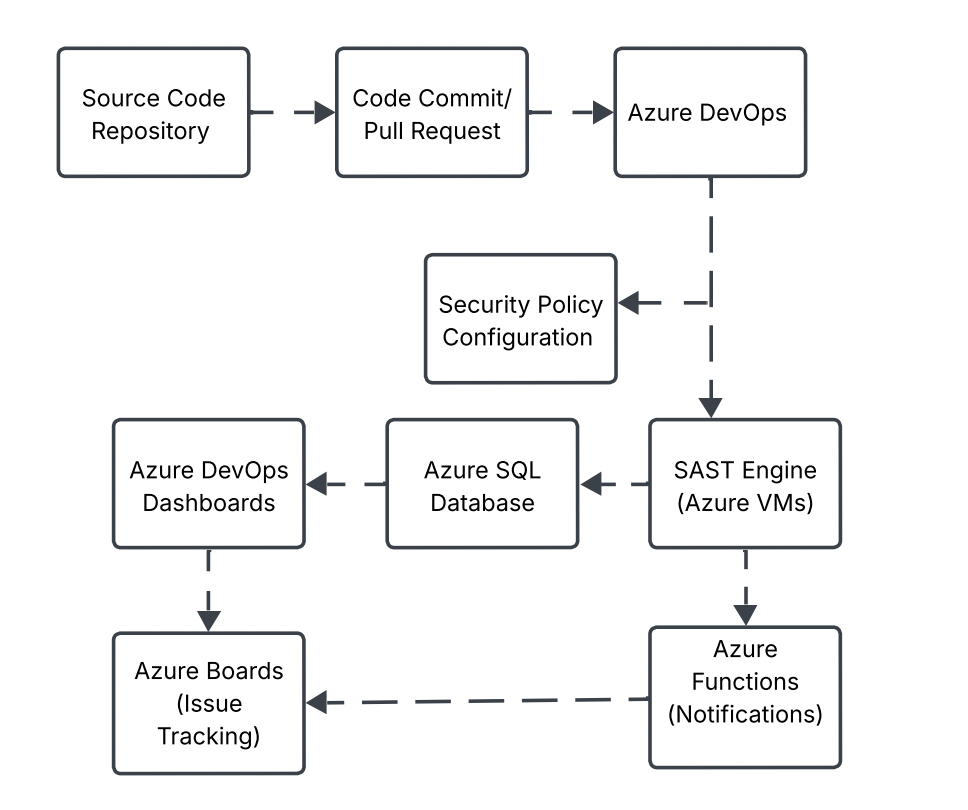 Source Code
Repository
Code Commit/
Pull Request
Azure DevOps
Security Policy
Configuration
Azure DevOps
Dashboards
Azure SQL
Database
SAST Engine
(Azure VMs)
Azure Boards
(Issue
Tracking)
Azure
Functions
(Notifications)